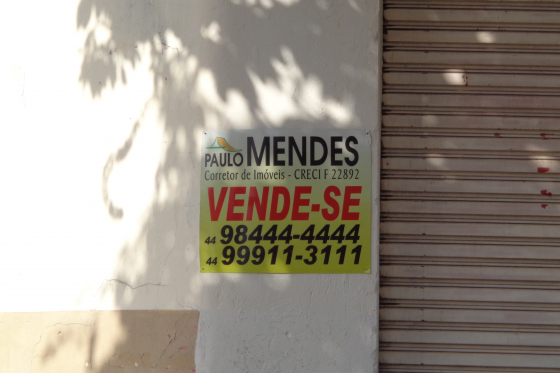 PAULO MENDES
Corretor de Imóveis - CRECI F 22892
VENDE-SE
44 98444-4444
44 99911-3111